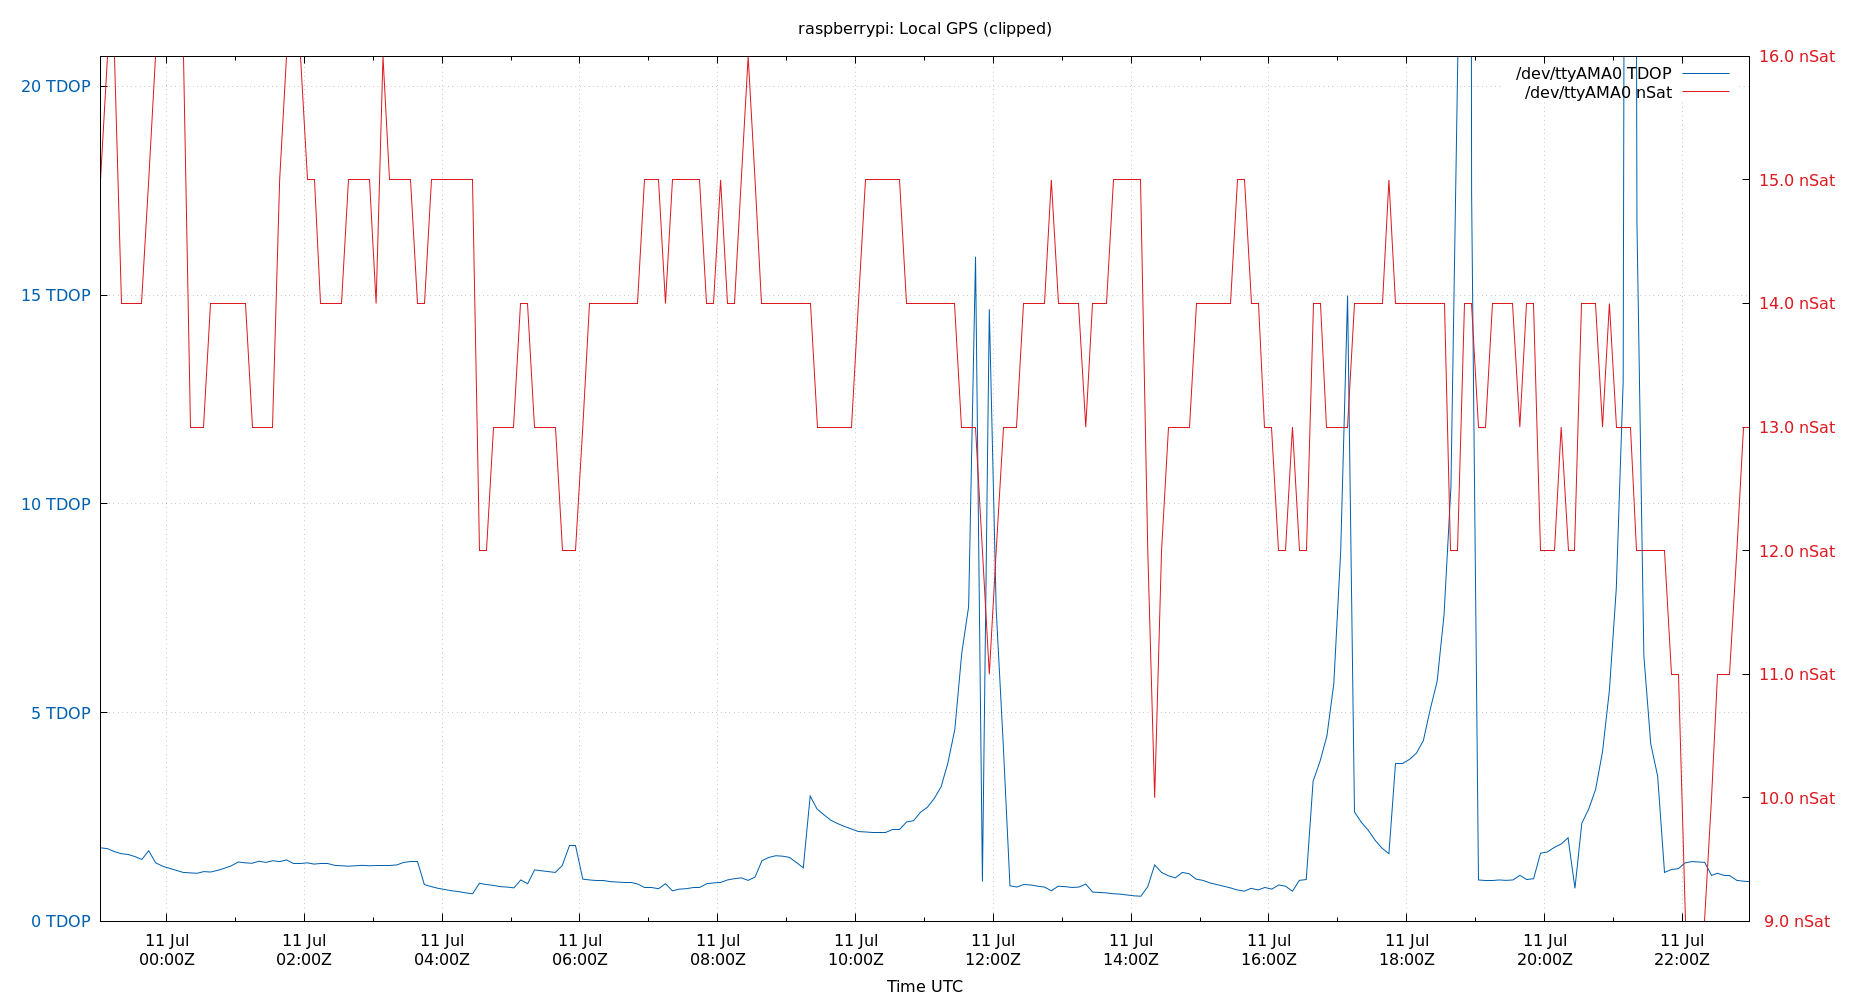 raspberrypi: Local GPS (clipped)
/dev/ttyAMA0 TDOP
/dev/ttyAMA0 nSat
20 TDOP
15 TDOP
10 TDOP
5 TDOP
0 TDOP
16.0 nSat
15.0 nSat
14.0 nSat
13.0 nSat
12.0 nSat
11.0 nSat
10.0 nSat
9.0 nSat
11 Jul
00:00Z
11 Jul
02:00Z
11 Jul
04:00Z
11 Jul
06:00Z
11 Jul
08:00Z
11 Jul
10:00Z
11 Jul
12:00Z
11 Jul
14:00Z
11 Jul
16:00Z
11 Jul
18:00Z
11 Jul
20:00Z
11 Jul
22:00Z
Time UTC